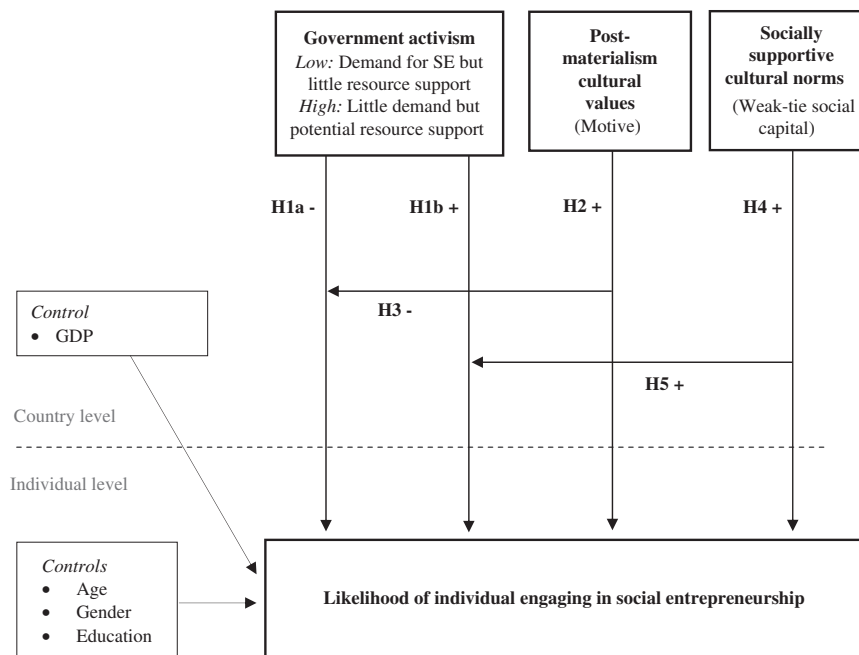 Government activism
Low: Demand for SE but
little resource support
High: Little demand but
potential resource support
Post-
materialism
cultural
values
(Motive)
Socially
supportive
cultural norms
(Weak-tie social
capital)
H1a -
H1b +
H2 +
H4 +
H3 -
H5 +
Control
• GDP
Country level
Individual level
Controls
• Age
• Gender
• Education
Likelihood of individual engaging in social entrepreneurship